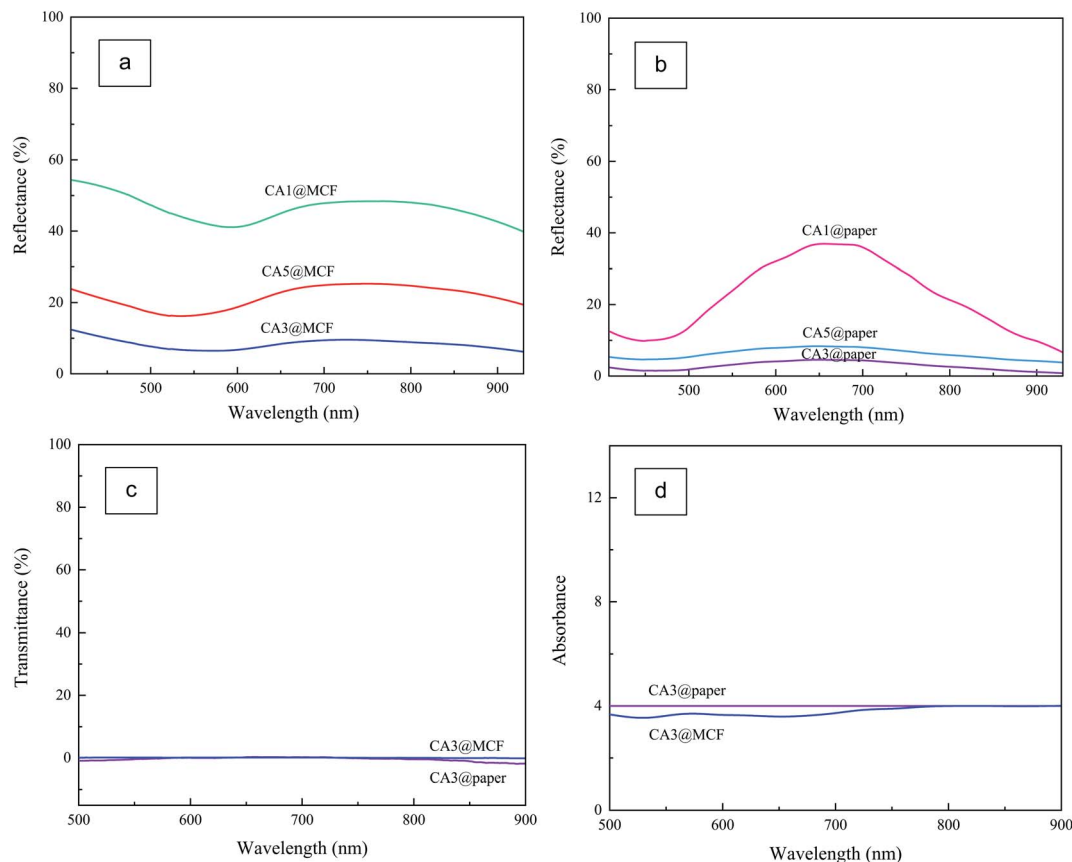 a
100
80
60
40
20
0
Reflectance (%)
CA1@MCF
CA5@MCF
CA3@MCF
500 600 700 800 900
Wavelength (nm)
b
100
80
60
40
20
0
Reflectance (%)
CA1@paper
CA5@paper
CA3@paper
500 600 700 800 900
Wavelength (nm)
c
100
80
60
40
20
0
Transmittance (%)
CA3@MCF
CA3@paper
500 600 700 800 900
Wavelength (nm)
d
12
8
4
0
Absorbance
CA3@paper
CA3@MCF
500 600 700 800 900
Wavelength (nm)